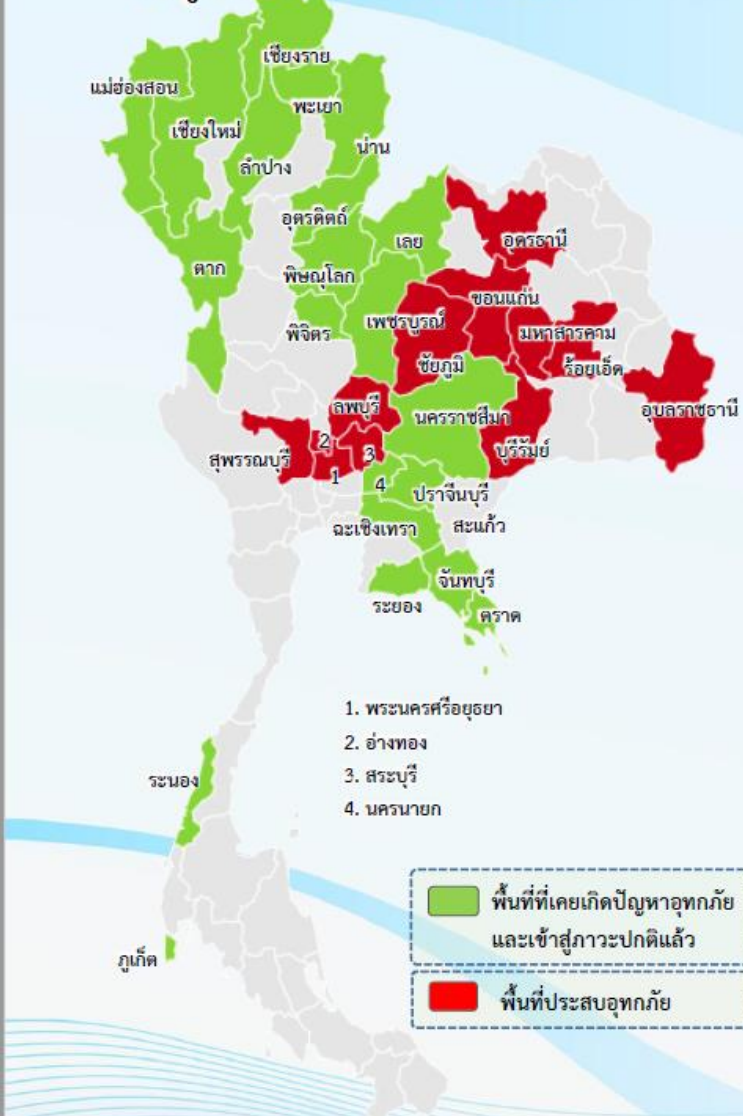 เชียงราย
แม่ฮ่องสอน
พะเยา
เชียงใหม่
น่าน
ลำปาง
อุตรดิตถ์
เลย
อุดรธานี
ตาก
พิษณุโลก
ขอนแก่น
เพชรบูรณ์
พิจิตร
มหาสารคาม
ชัยภูมิ
ร้อยเอ็ด
ลพบุรี
นครราชสีมา
อุบลราชธานี
2
บุรีรัมย์
สุพรรณบุรี
3
1
4
ปราจีนบุรี
ฉะเชิงเทรา
สะแก้ว
จันทบุรี
ระยอง
ตราด
1. พระนครศรีอยุธยา
2. อ่างทอง
3. สระบุรี
4. นครนายก
ระนอง
ภูเก็ต
พื้นที่ที่เคยเกิดปัญหาอุทกภัย
และเข้าสู่ภาวะปกติแล้ว
พื้นที่ประสบอุทกภัย